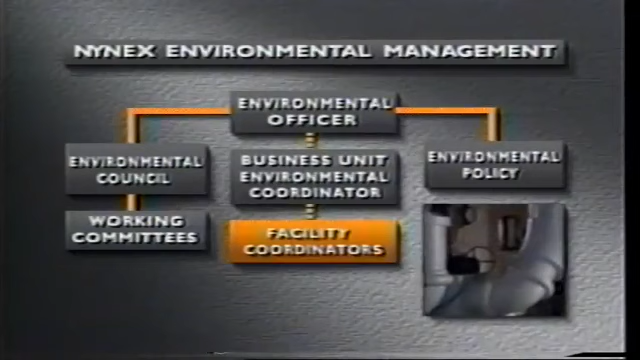 NYNEX ENVIRONMENTAL MANAGEMENT
ENVIRONMENTAL
OFFICER
ENVIRONMENTAL
COUNCIL
BUSINESS UNIT
ENVIRONMENTAL
COORDINATOR
ENVIRONMENTAL
POLICY
WORKING
COMMITTEES
FACILITY
COORDINATORS